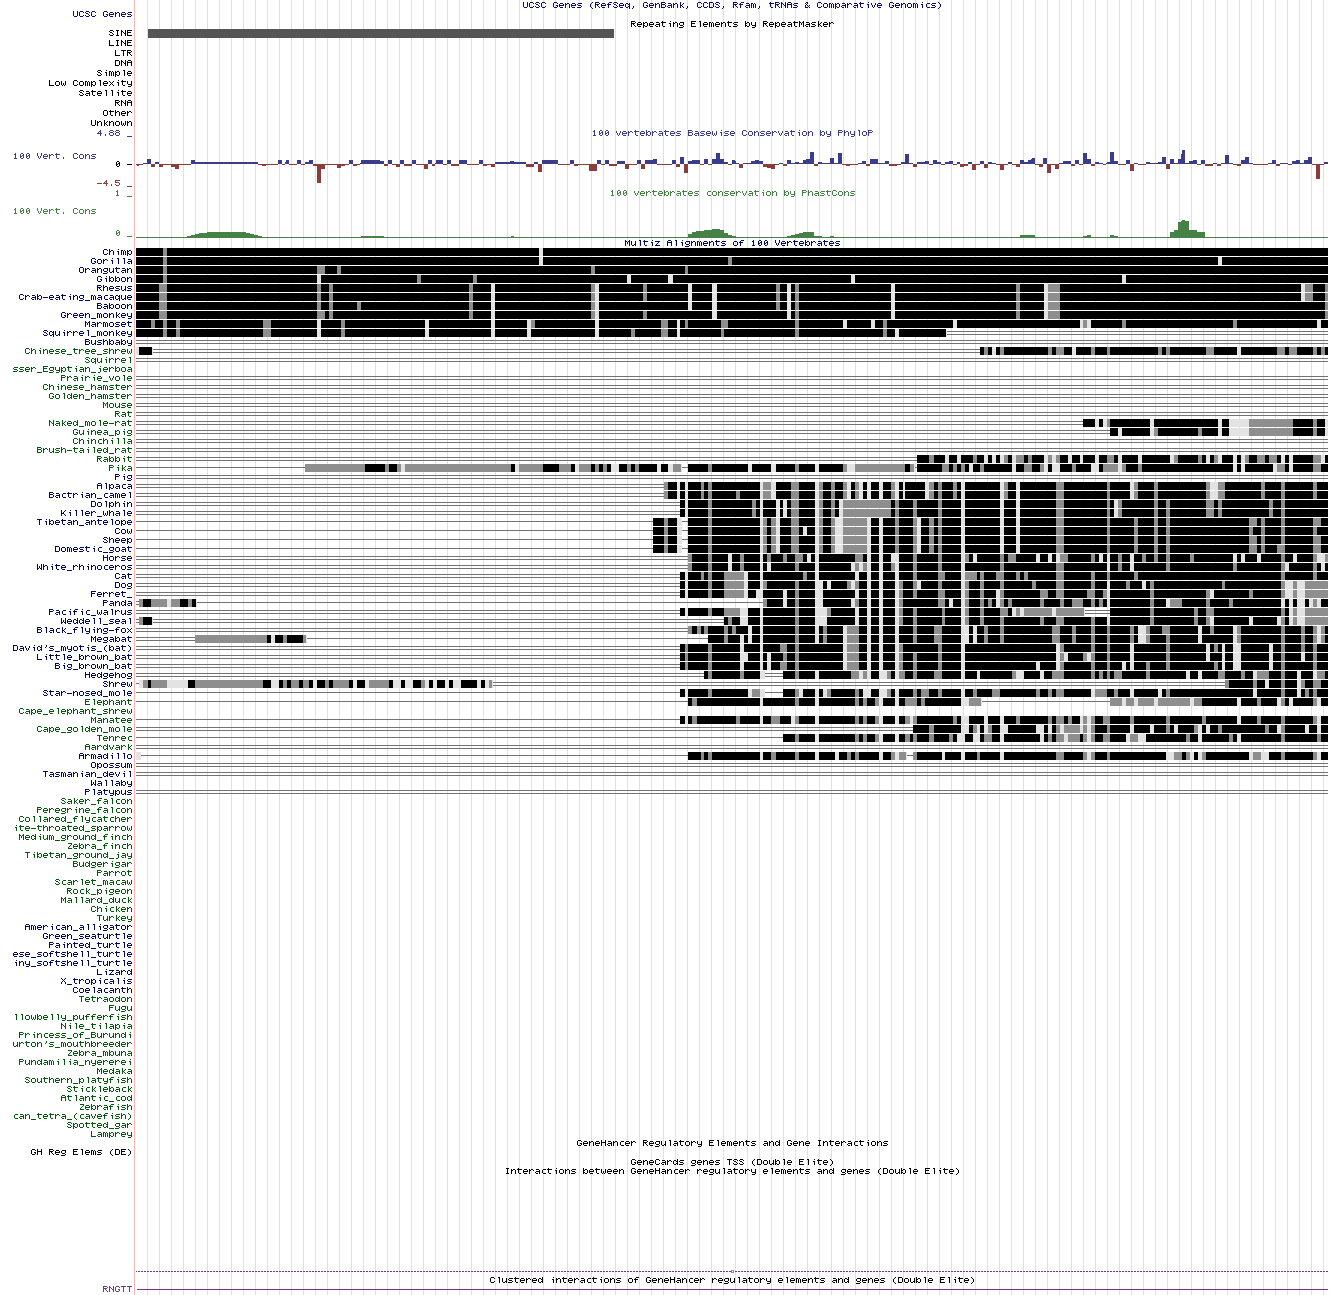 UCSC Genes (RefSeq, GenBank, CCDS, Rfam, tRNAs & Comparative Genomics)
UCSC Genes
Repeating Elements by RepeatMasker
SINE
LINE
LTR
DNA
Simple
Low Complexity
Satellite
RNA
Other
Unknown
4.88 _
100 vertebrates Basewise Conservation by PhyloP
100 Vert. Cons
0 -
-4.5 _
1 _
100 vertebrates conservation by PhastCons
100 Vert. Cons
0 _
Multiz Alignments of 100 Vertebrates
Chimp
Gorilla
Orangutan
Gibbon
Rhesus
Crab-eating_macaque
Baboon
Green_monkey
Marmoset
Squirrel_monkey
Bushbaby
Chinese_tree_shrew
Squirrel
sser_Egyptian_jerboa
Prairie_vole
Chinese_hamster
Golden_hamster
Mouse
Rat
Naked_mole-rat
Guinea_pig
Chinchilla
Brush-tailed_rat
Rabbit
Pika
Pig
Alpaca
Bactrian_camel
Dolphin
Killer_whale
Tibetan_antelope
Cow
Sheep
Domestic_goat
Horse
White_rhinoceros
Cat
Dog
Ferret_
Panda
Pacific_walrus
Weddell_seal
Black_flying-fox
Megabat
David's_myotis_(bat)
Little_brown_bat
Big_brown_bat
Hedgehog
Shrew
Star-nosed_mole
Elephant
Cape_elephant_shrew
Manatee
Cape_golden_mole
Tenrec
Aardvark
Armadillo
Opossum
Tasmanian_devil
Wallaby
Platypus
Saker_falcon
Peregrine_falcon
Collared_flycatcher
ite-throated_sparrow
Medium_ground_finch
Zebra_finch
Tibetan_ground_jay
Budgerigar
Parrot
Scarlet_macaw
Rock_pigeon
Mallard_duck
Chicken
Turkey
American_alligator
Green_seaturtle
Painted_turtle
ese_softshell_turtle
iny_softshell_turtle
Lizard
X_tropicalis
Coelacanth
Tetraodon
Fugu
llowbelly_pufferfish
Nile_tilapia
Princess_of_Burundi
urton's_mouthbreeder
Zebra_mbuna
Pundamilia_nyererei
Medaka
Southern_platyfish
Stickleback
Atlantic_cod
Zebrafish
can_tetra_(cavefish)
Spotted_gar
Lamprey
GeneHancer Regulatory Elements and Gene Interactions
GH Reg Elems (DE)
GeneCards genes TSS (Double Elite)
Interactions between GeneHancer regulatory elements and genes (Double Elite)
Clustered interactions of GeneHancer regulatory elements and genes (Double Elite)
RNGTT